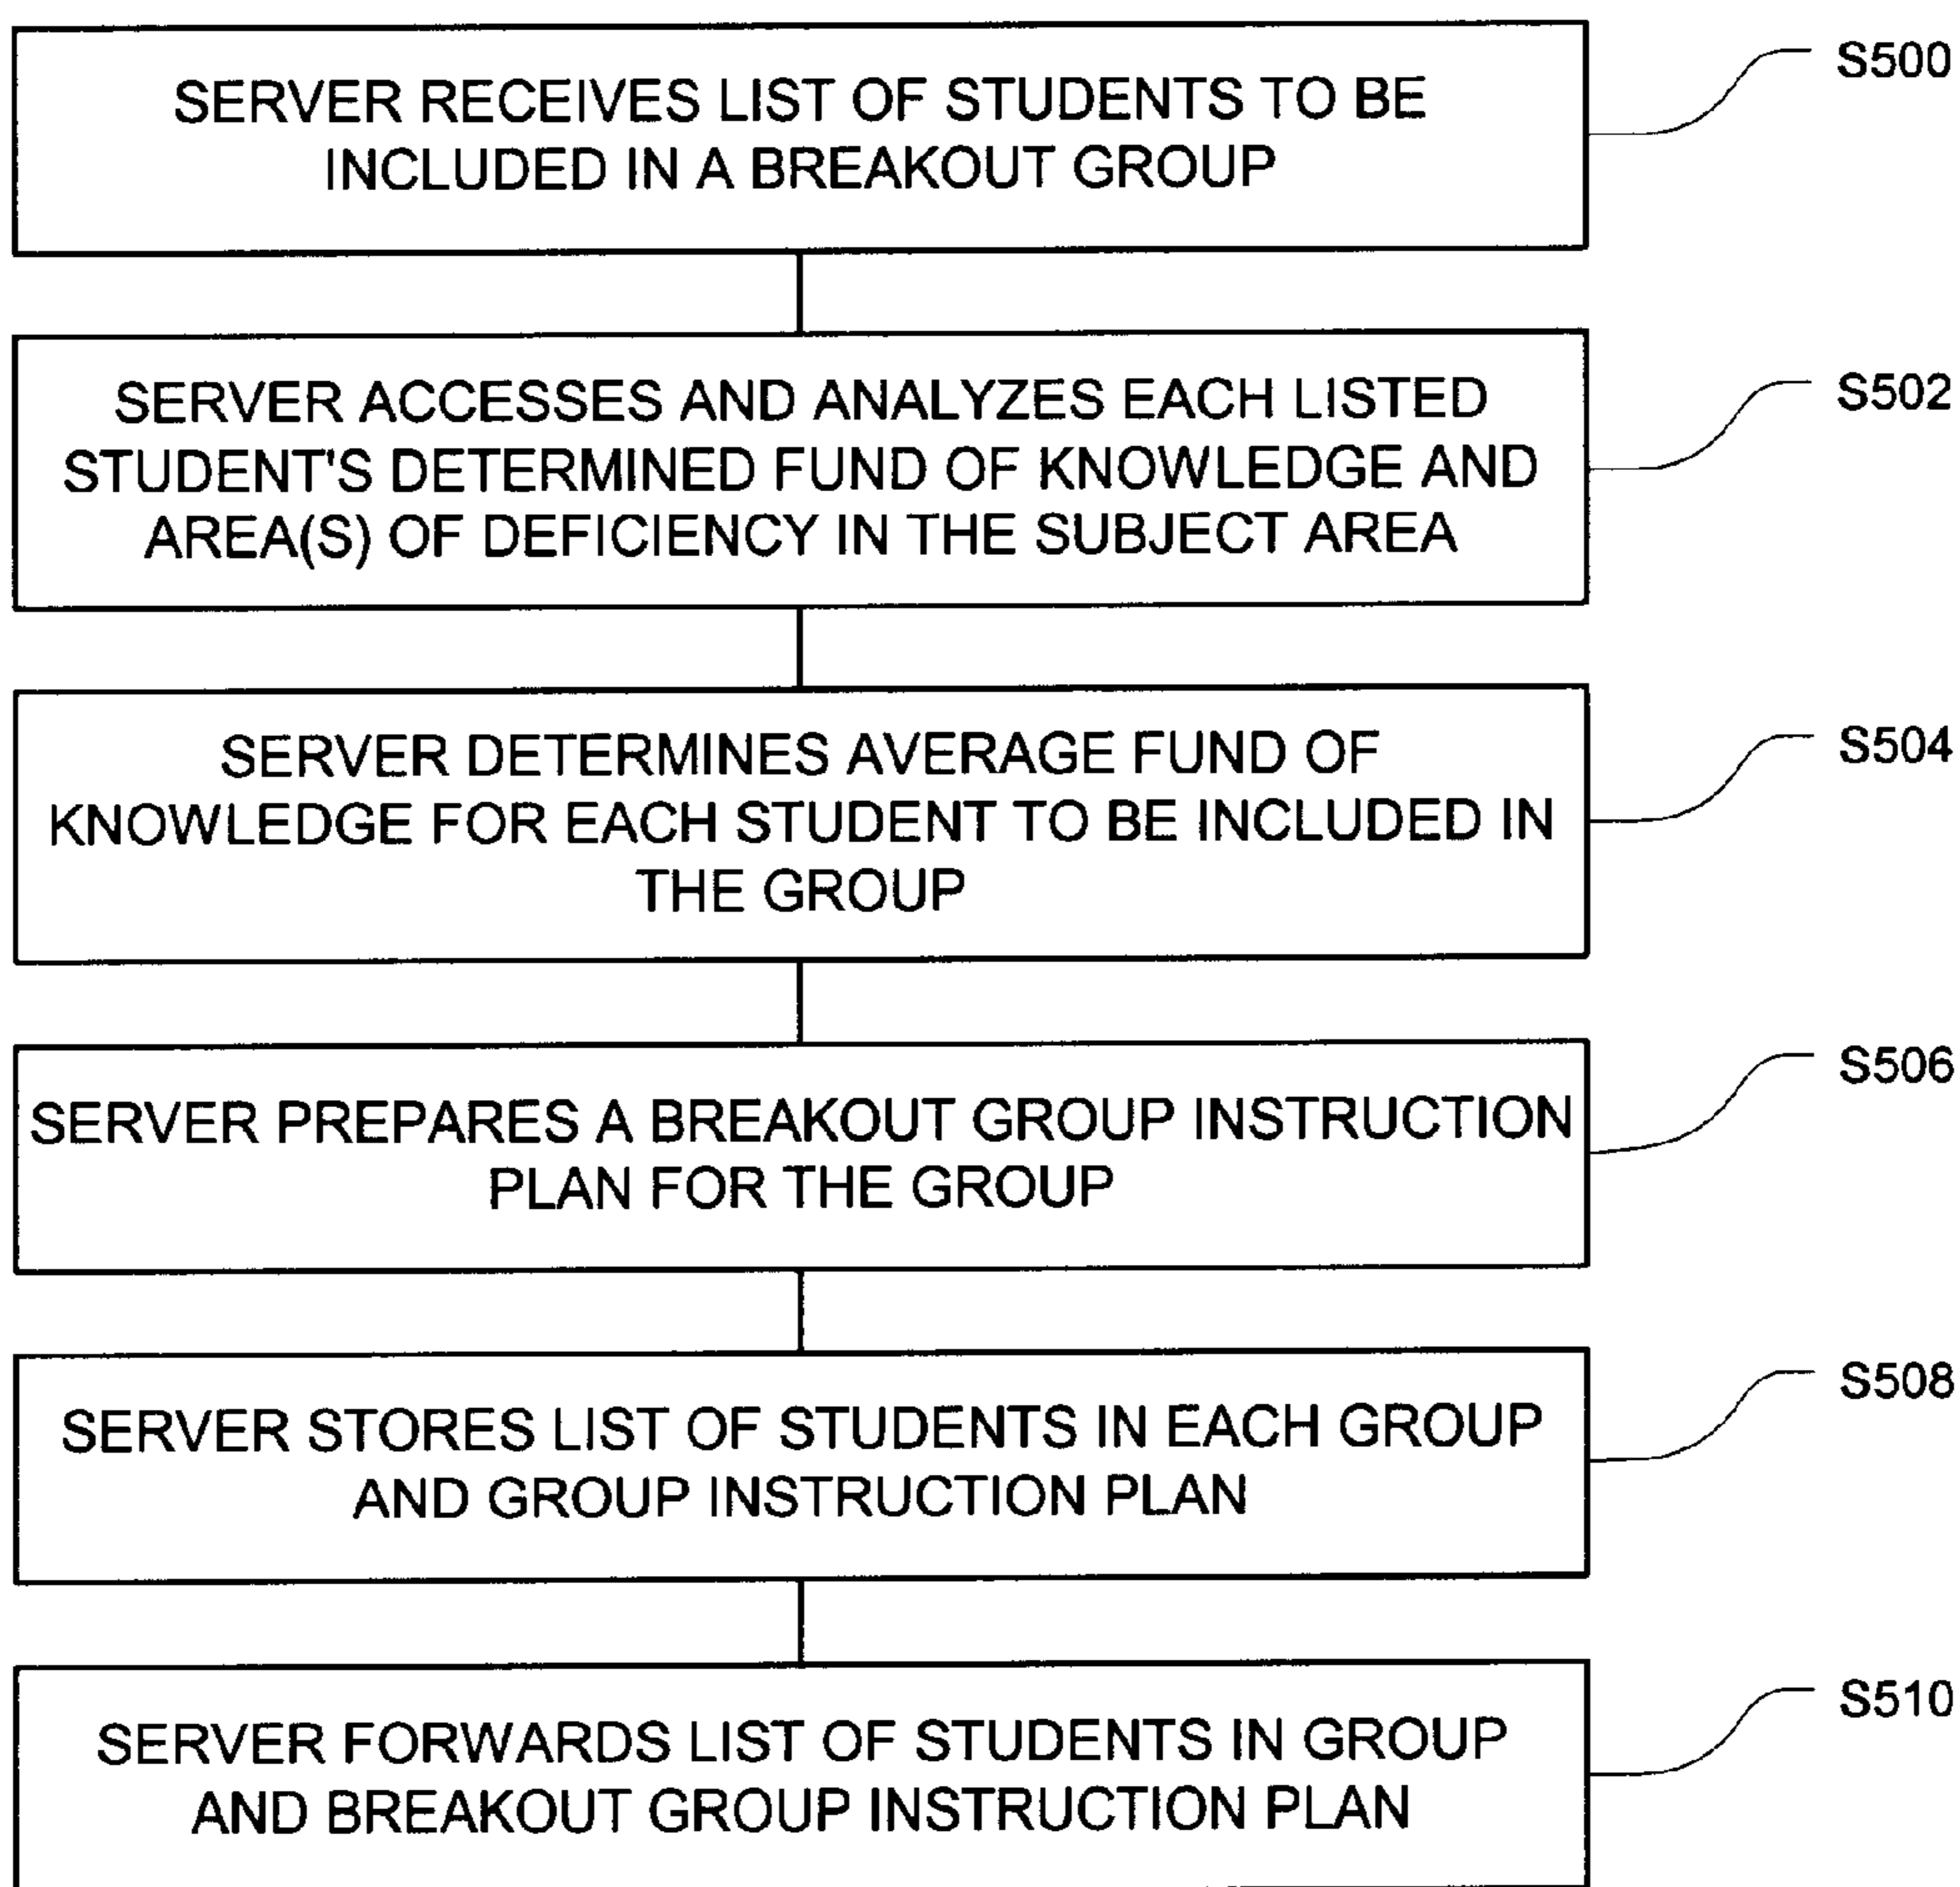 SERVER RECEIVES LIST OF STUDENTS TO BE
INCLUDED IN A BREAKOUT GROUP
S500
SERVER ACCESSES AND ANALYZES EACH LISTED
STUDENT'S DETERMINED FUND OF KNOWLEDGE AND
AREA(S) OF DEFICIENCY IN THE SUBJECT AREA
S502
SERVER DETERMINES AVERAGE FUND OF
KNOWLEDGE FOR EACH STUDENT TO BE INCLUDED IN
THE GROUP
S504
SERVER PREPARES A BREAKOUT GROUP INSTRUCTION
PLAN FOR THE GROUP
S506
SERVER STORES LIST OF STUDENTS IN EACH GROUP
AND GROUP INSTRUCTION PLAN
S508
SERVER FORWARDS LIST OF STUDENTS IN GROUP
AND BREAKOUT GROUP INSTRUCTION PLAN
S510